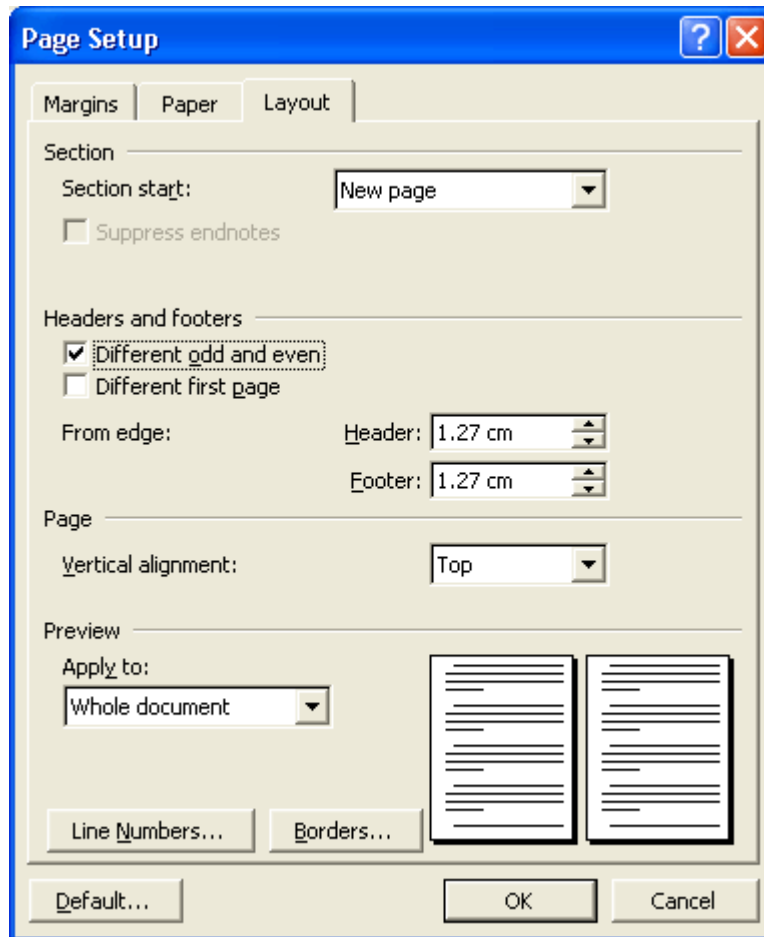 Page Setup
Margins Paper Layout
Section
Section start: New page
Suppress endnotes
Headers and footers
Different odd and even
Different first page
From edge: Header: 1.27 cm
Footer: 1.27 cm
Page
Vertical alignment: Top
Preview
Apply to:
Whole document
Line Numbers... Borders...
Default... OK Cancel